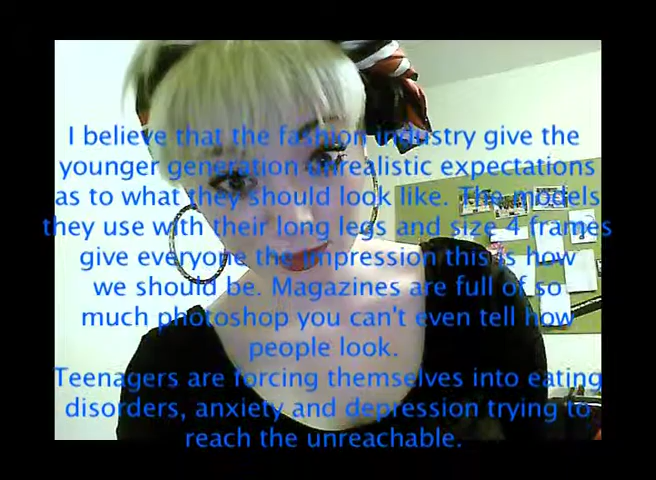 I believe that the fashion industry give the
younger generation unrealistic expectations
as to what they should look like. The models
they use with their long legs and size 4 frames
give everyone the impression this is how
we should be. Magazines are full of so
much photoshop you can't even tell how
people look.
Teenagers are forcing themselves into eating
disorders, anxiety and depression trying to
reach the unreachable.